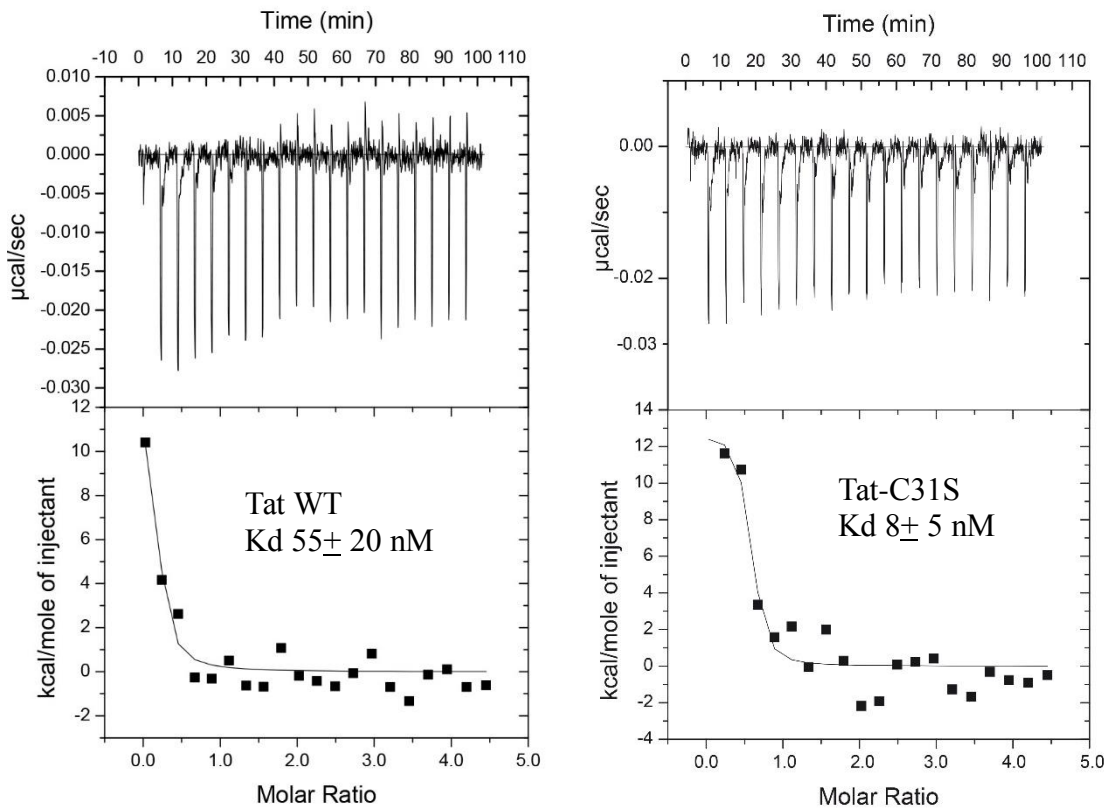 Time (min)
-10 0 10 20 30 40 50 60 70 80 90 100 110
0.010
0.005
0.000
-0.005
-0.010
-0.015
-0.020
-0.025
-0.030
µcal/sec
12
10
8
6
4
2
0
-2
kcal/mole of injectant
Tat WT
Kd 55+ 20 nM
0.0 1.0 2.0 3.0 4.0 5.0
Molar Ratio
Time (min)
0 10 20 30 40 50 60 70 80 90 100 110
0.00
-0.02
-0.03
µcal/sec
14
12
10
8
6
4
2
0
-2
-4
kcal/mole of injectant
Tat-C31S
Kd 8+ 5 nM
0.0 1.0 2.0 3.0 4.0 5.0
Molar Ratio